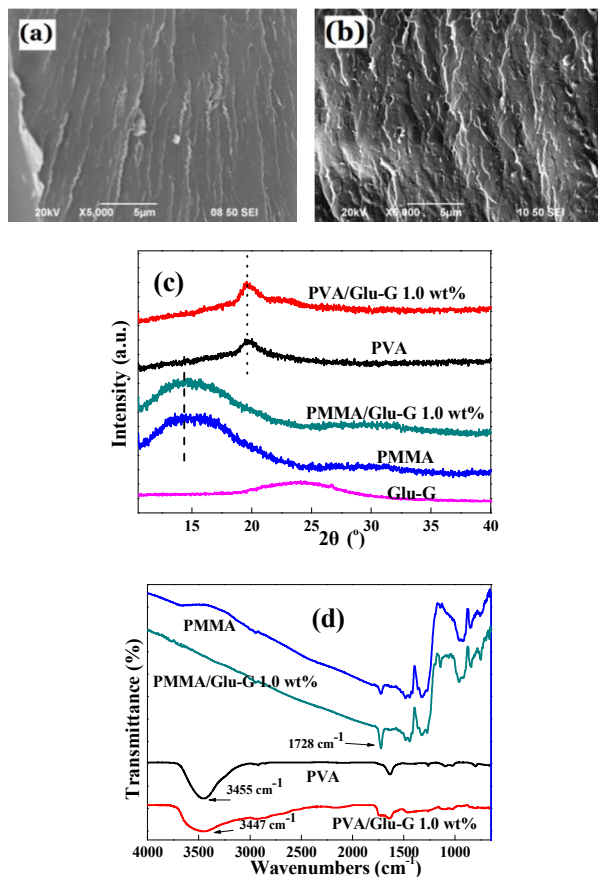 (a)
20kV X5,000 5µm 08 50 SEI
(b)
20kV X5,000 5µm 10 50 SEI
(c)
PVA/Glu-G 1.0 wt%
PVA
PMMA/Glu-G 1.0 wt%
PMMA
Glu-G
Intensity (a.u.)
15 20 25 30 35 40
2θ (°)
(d)
PMMA
PMMA/Glu-G 1.0 wt%
1728 cm-1
PVA
3455 cm-1
3447 cm-1
PVA/Glu-G 1.0 wt%
Transmittance (%)
4000 3500 3000 2500 2000 1500 1000
Wavenumbers (cm-1)